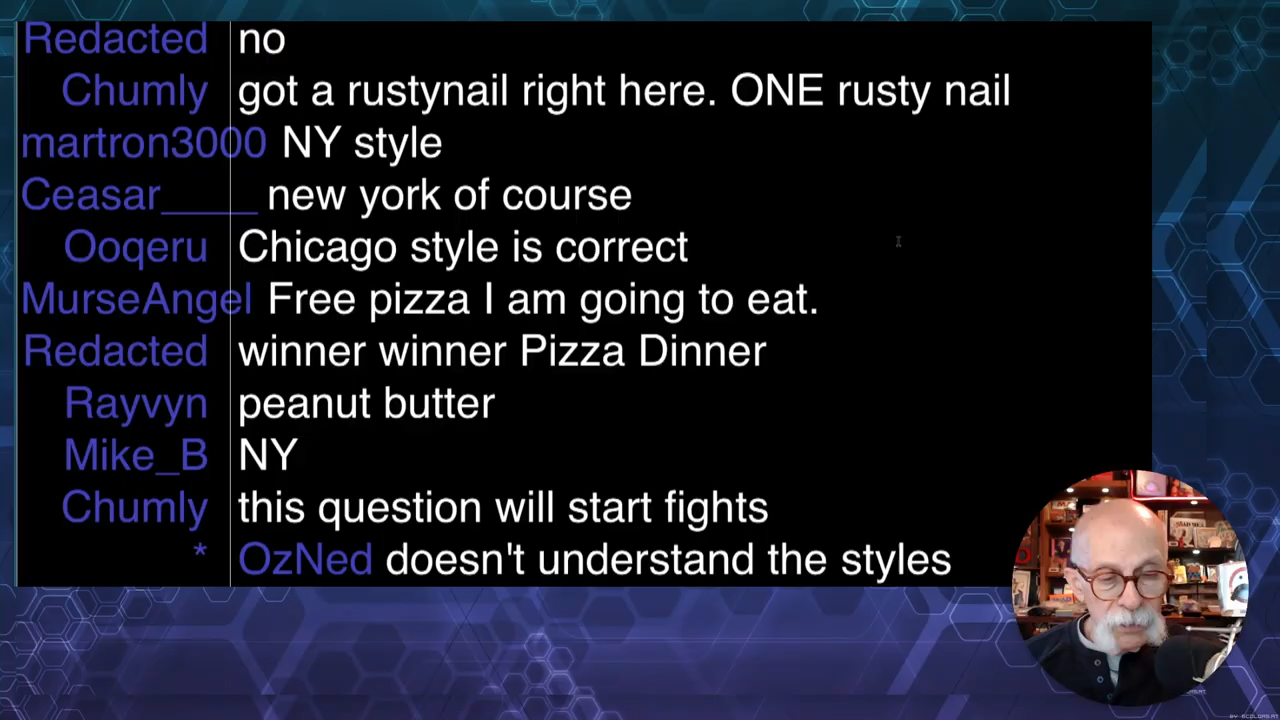 Redacted no
Chumly got a rustynail right here. ONE rusty nail
martron3000 NY style
Ceasar_____ new york of course
Ooqeru Chicago style is correct
MurseAngel Free pizza I am going to eat.
Redacted winner winner Pizza Dinner
Rayvyn peanut butter
Mike_B NY
Chumly this question will start fights
* OzNed doesn't understand the styles